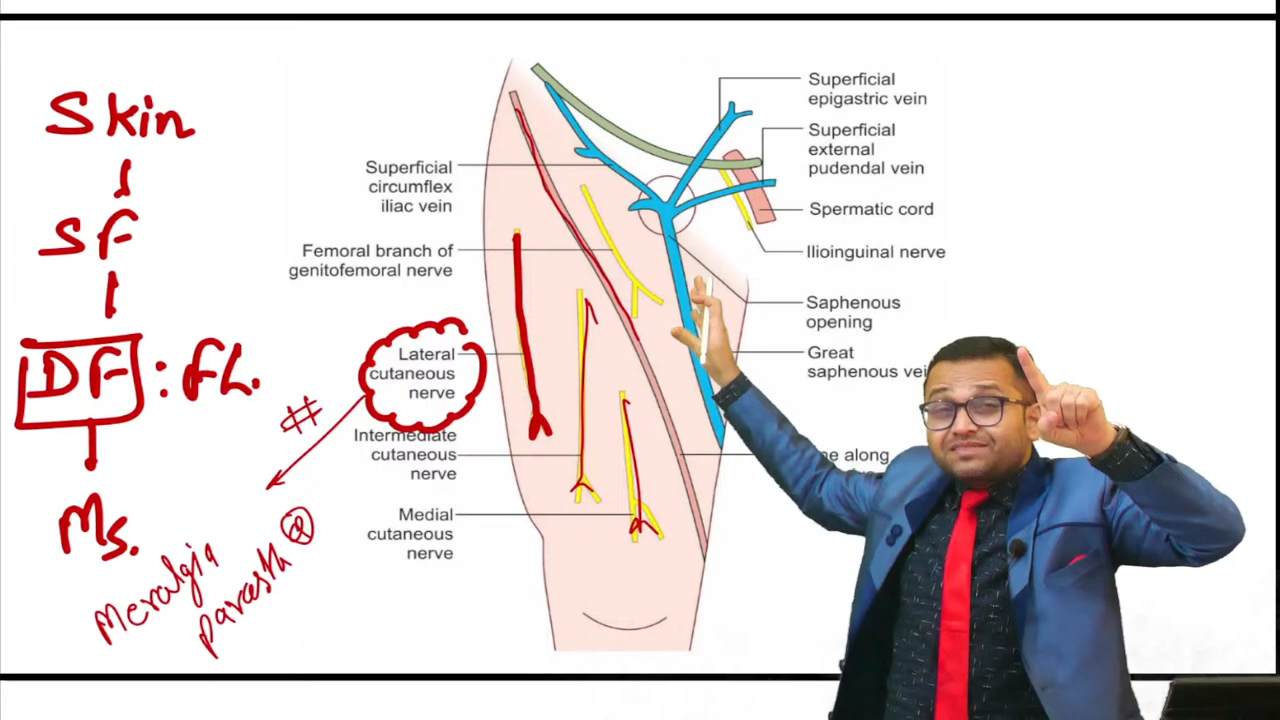 Skin
SF
DF : FL.
Ms.
#
Meralgia
Paraesth @
Superficial
circumflex
iliac vein
Femoral branch of
genitofemoral nerve
Lateral
cutaneous
nerve
Intermediate
cutaneous
nerve
Medial
cutaneous
nerve
Superficial
epigastric vein
Superficial
external
pudendal vein
Spermatic cord
Ilioinguinal nerve
Saphenous
opening
Great
saphenous vei
along